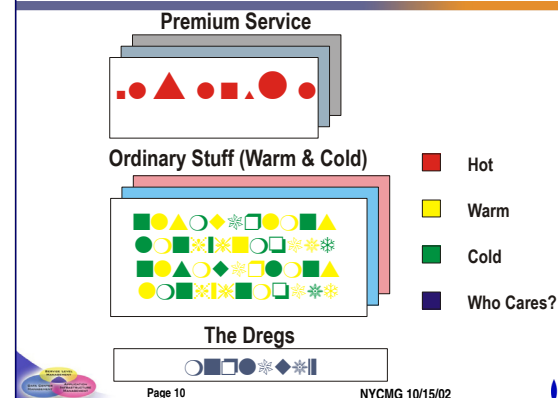 Premium Service
Ordinary Stuff (Warm & Cold)
Hot
Warm
Cold
Who Cares?
The Dregs
Page 10
NYCMG 10/15/02